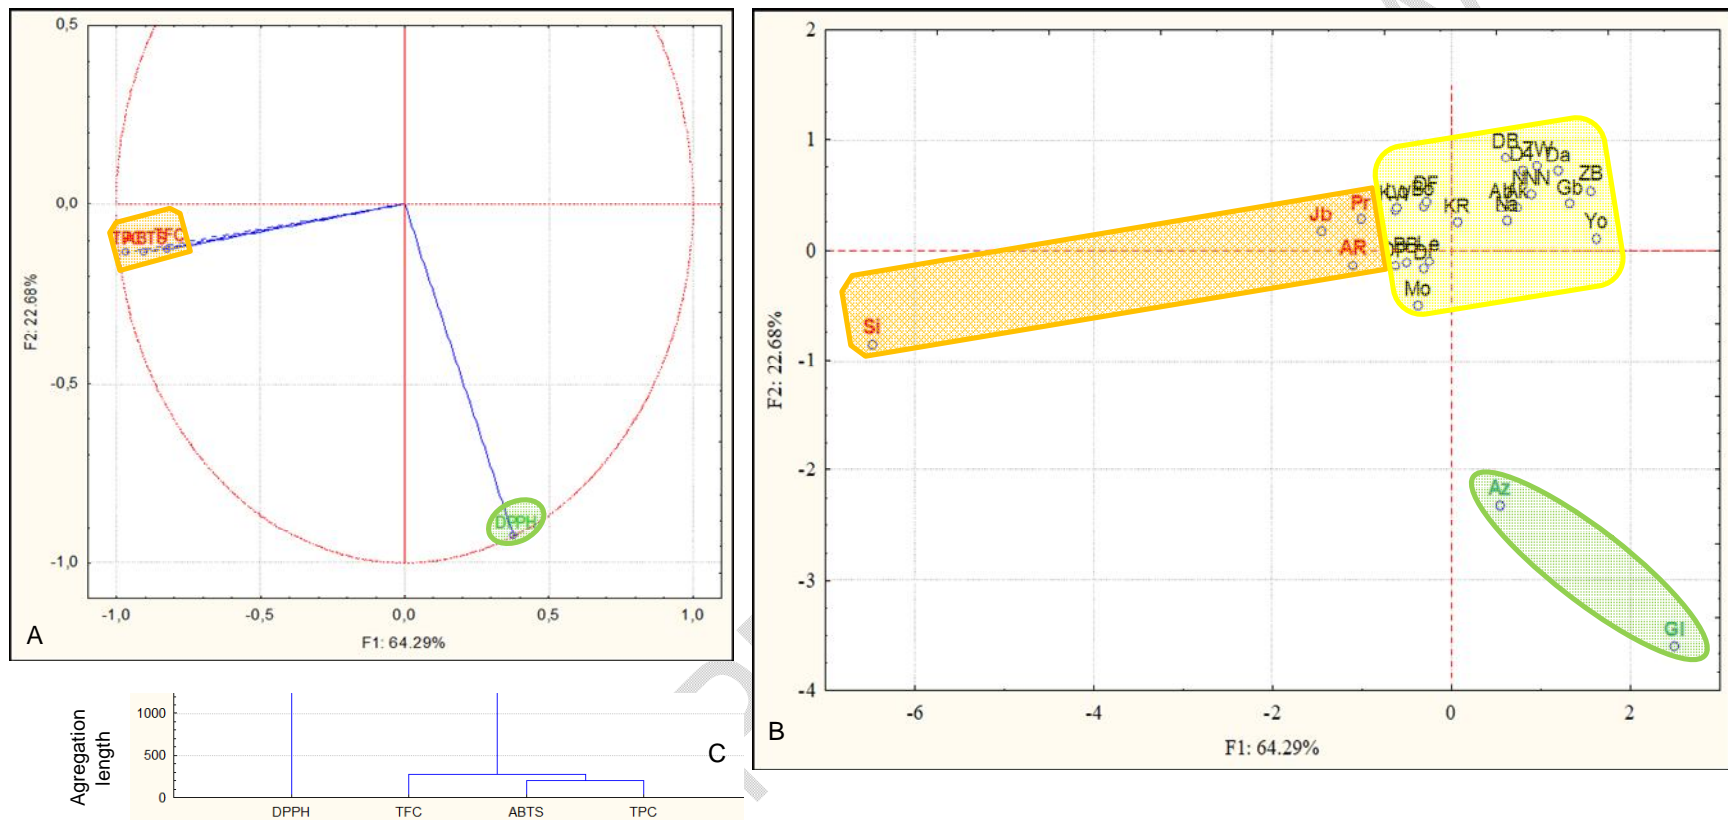 0,5
0,0
-0,5
-1,0
F2: 22.68%
TFC
DPPH
-1,0 -0,5 0,0 0,5 1,0
F1: 64.29%
A
2
1
0
-1
-2
-3
-4
F2: 22.68%
DB
ZW
Da
ZB
Gb
KR
Na
Yo
Pr
Jb
AR
Le
Mo
Si
Az
Gl
-6 -4 -2 0 2
F1: 64.29%
B
Agregation
length
1000
500
0
C
DPPH TFC ABTS TPC